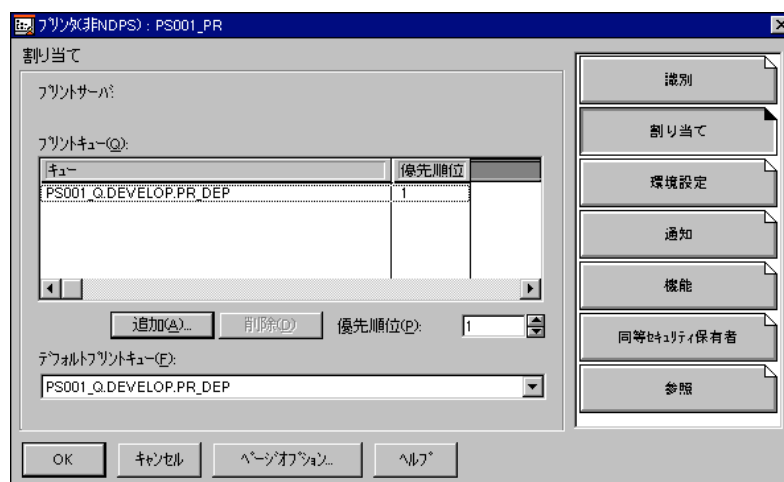 プリンタ(非NDPS) : PS001_PR
割り当て
プリントサーバ:
プリントキュー(Q):
キュー 優先順位
PS001_Q.DEVELOP.PR_DEP 1
追加(A)... 削除(D) 優先順位(P): 1
デフォルトプリントキュー(F):
PS001_Q.DEVELOP.PR_DEP
OK キャンセル ページオプション... ヘルプ
識別
割り当て
環境設定
通知
機能
同等セキュリティ保有者
参照